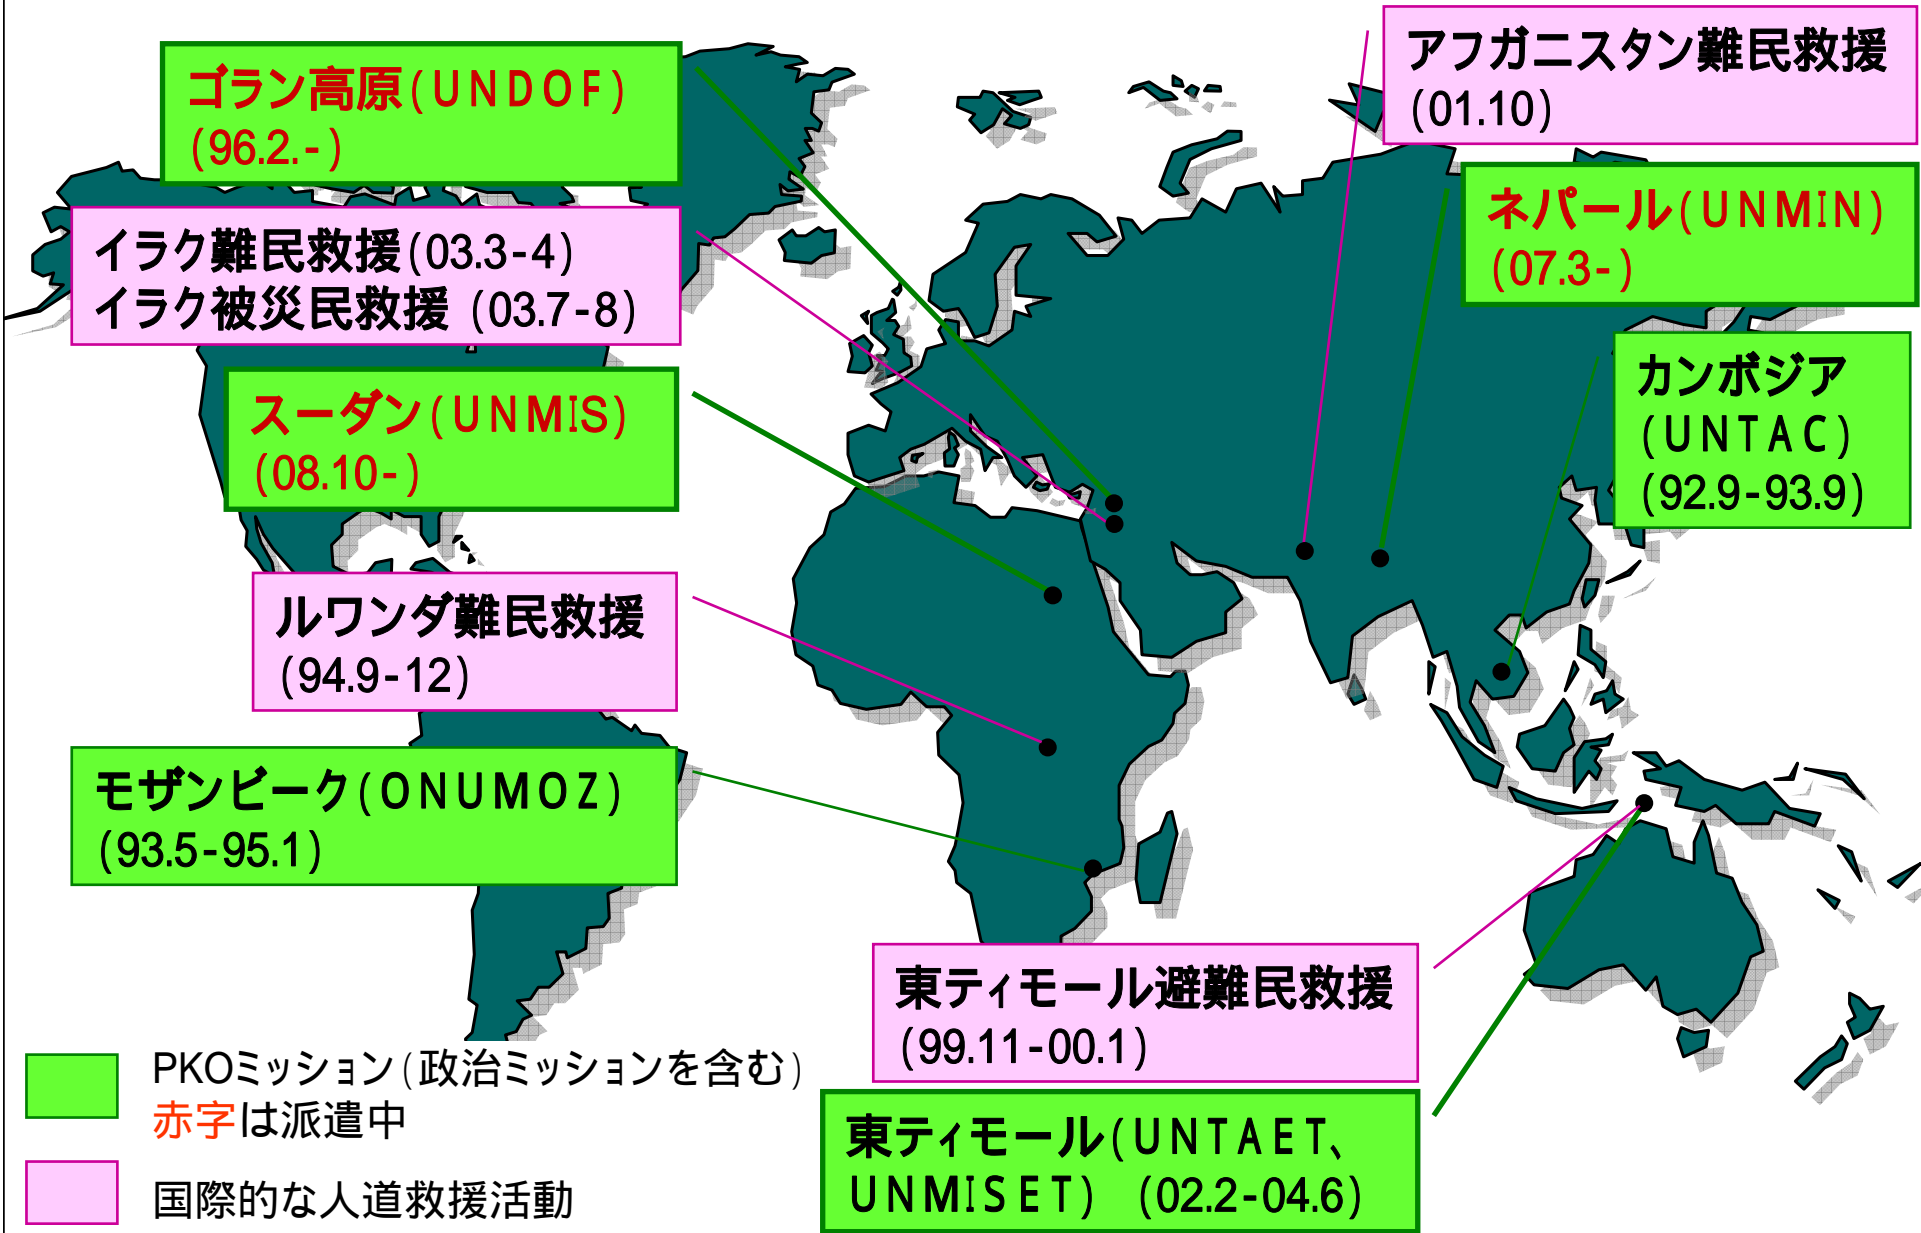 ゴラン高原(UNDOF)
(96.2.-)
アフガニスタン難民救援
(01.10)
ネパール(UNMIN)
(07.3-)
イラク難民救援(03.3-4)
イラク被災民救援 (03.7-8)
カンボジア
(UNTAC)
(92.9-93.9)
スーダン(UNMIS)
(08.10-)
ルワンダ難民救援
(94.9-12)
モザンビーク(ONUMOZ)
(93.5-95.1)
東ティモール避難民救援
(99.11-00.1)
東ティモール(UNTAET、
UNMISET) (02.2-04.6)
PKOミッション(政治ミッションを含む)
赤字は派遣中
国際的な人道救援活動